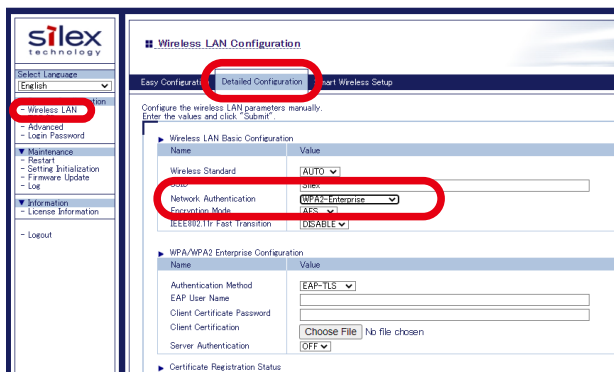 silex
technology
Wireless LAN Configuration
Select Language
English
Easy Configurat
Detailed Configuration
mart Wireless Setup
- Wireless LAN
- Advanced
- Login Password
Maintenance
- Restart
- Setting Initialization
- Firmware Update
- Log
Information
- License Information
- Logout
Configure the wireless LAN parameters manually.
Enter the values and click "Submit".
Wireless LAN Basic Configuration
Name Value
Wireless Standard AUTO
SSID Silex
Network Authentication WPA2-Enterprise
Encryption Mode AES
IEEE802.11r Fast Transition DISABLE
WPA/WPA2 Enterprise Configuration
Name Value
Authentication Method EAP-TLS
EAP User Name
Client Certificate Password
Client Certification Choose File No file chosen
Server Authentication OFF
Certificate Registration Status